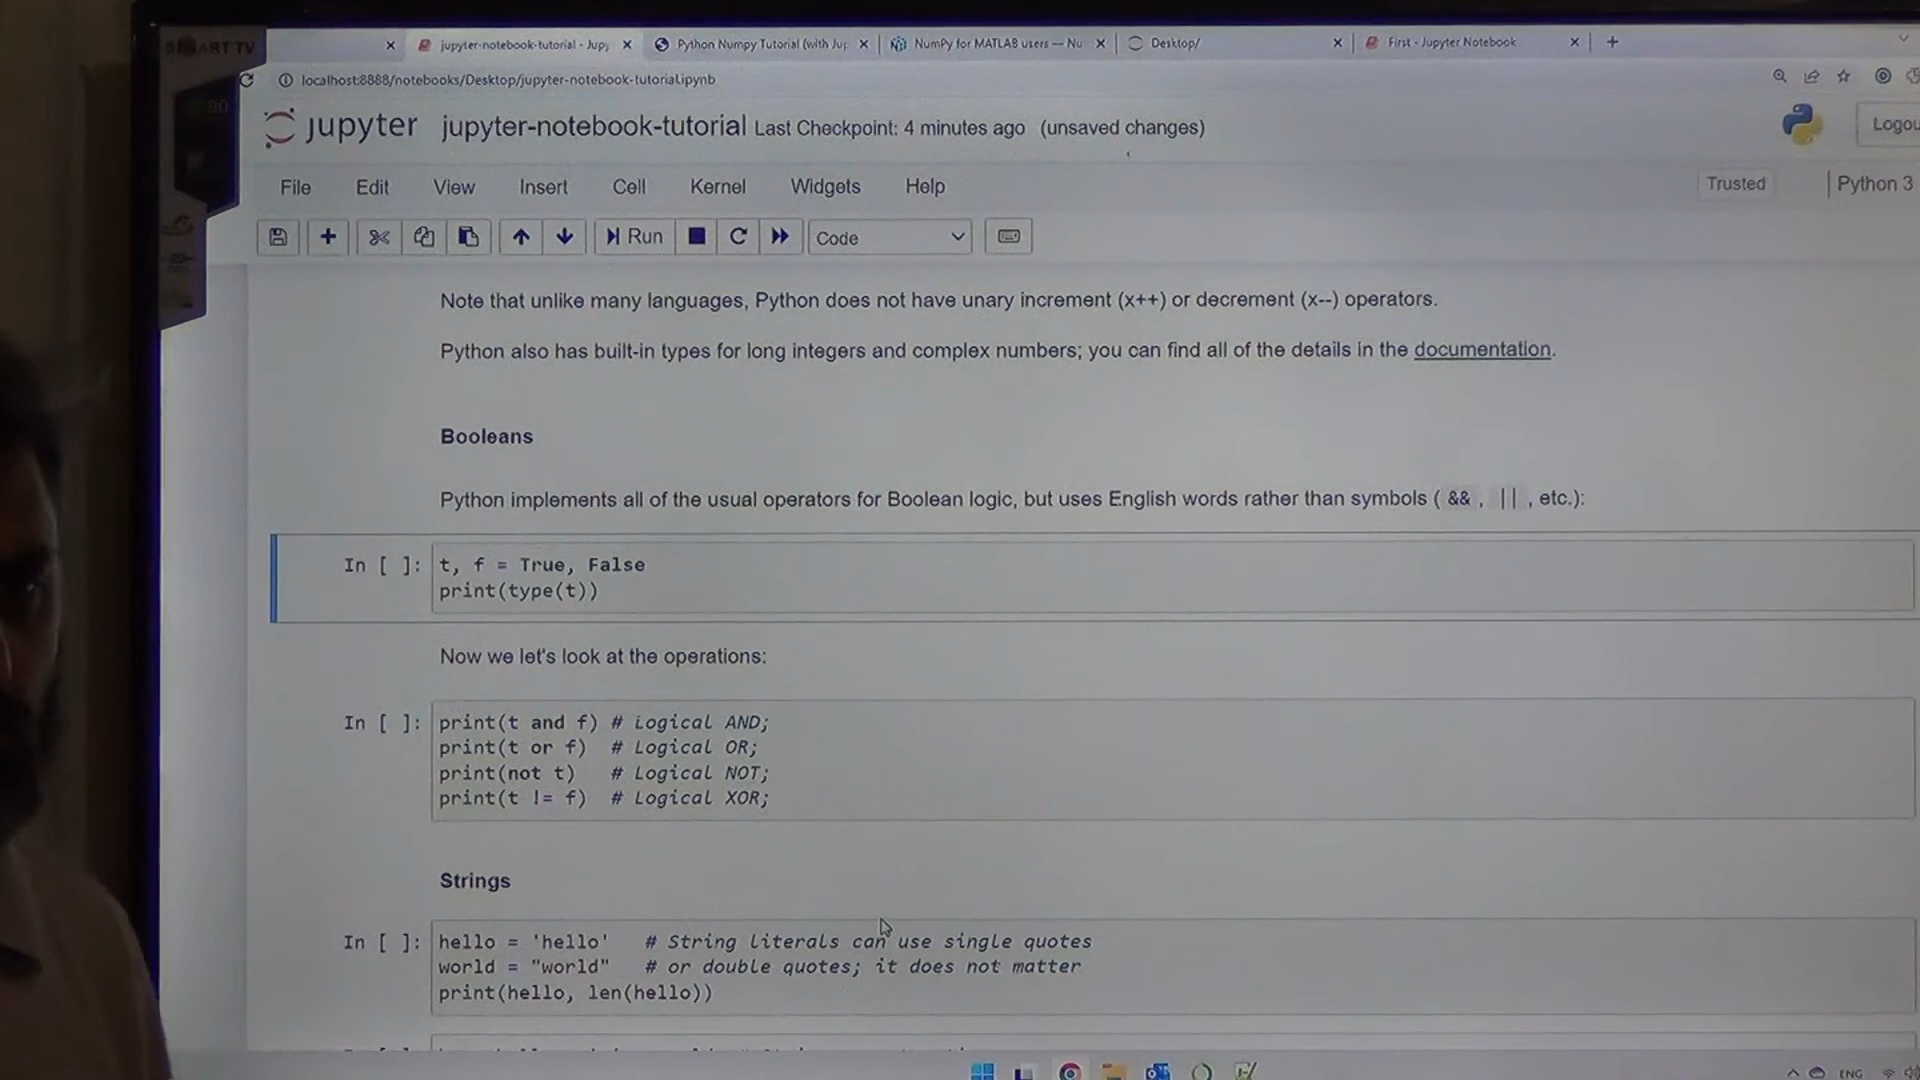 SMART TV
jupyter-notebook-tutorial - Jupy
Python Numpy Tutorial (with Jup
NumPy for MATLAB users — Nu
Desktop/
First - Jupyter Notebook
localhost:8888/notebooks/Desktop/jupyter-notebook-tutorial.ipynb
jupyter jupyter-notebook-tutorial Last Checkpoint: 4 minutes ago (unsaved changes)
Logou
File Edit View Insert Cell Kernel Widgets Help
Trusted
Python 3
Run
Code
Note that unlike many languages, Python does not have unary increment (x++) or decrement (x--) operators.
Python also has built-in types for long integers and complex numbers; you can find all of the details in the documentation.
Booleans
Python implements all of the usual operators for Boolean logic, but uses English words rather than symbols ( && , || , etc.):
In [ ]: t, f = True, False
print(type(t))
Now we let's look at the operations:
In [ ]: print(t and f) # Logical AND;
print(t or f) # Logical OR;
print(not t) # Logical NOT;
print(t != f) # Logical XOR;
Strings
In [ ]: hello = 'hello' # String literals can use single quotes
world = "world" # or double quotes; it does not matter
print(hello, len(hello))
ENG